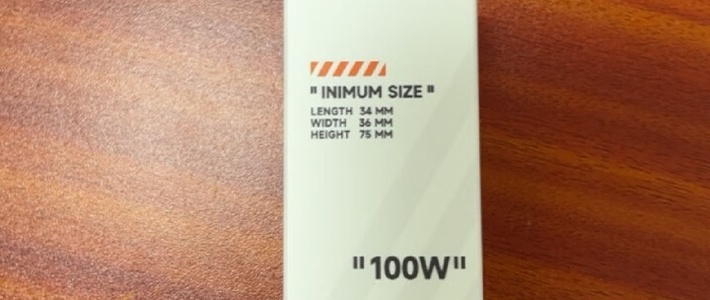 " INIMUM SIZE "
LENGTH 34 MM
WIDTH 36 MM
HEIGHT 75 MM
"100W"